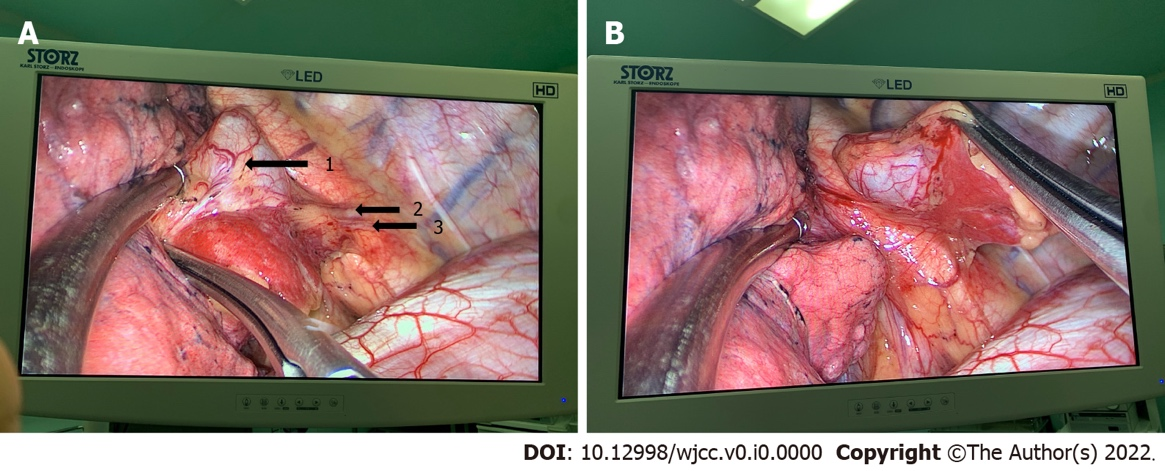 A
STORZ
KARL STORZ - ENDOSKOPE
LED
HD
1
2
3
B
STORZ
KARL STORZ - ENDOSKOPE
LED
HD
DOI: 10.12998/wjcc.v0.i0.0000 Copyright ©The Author(s) 2022.